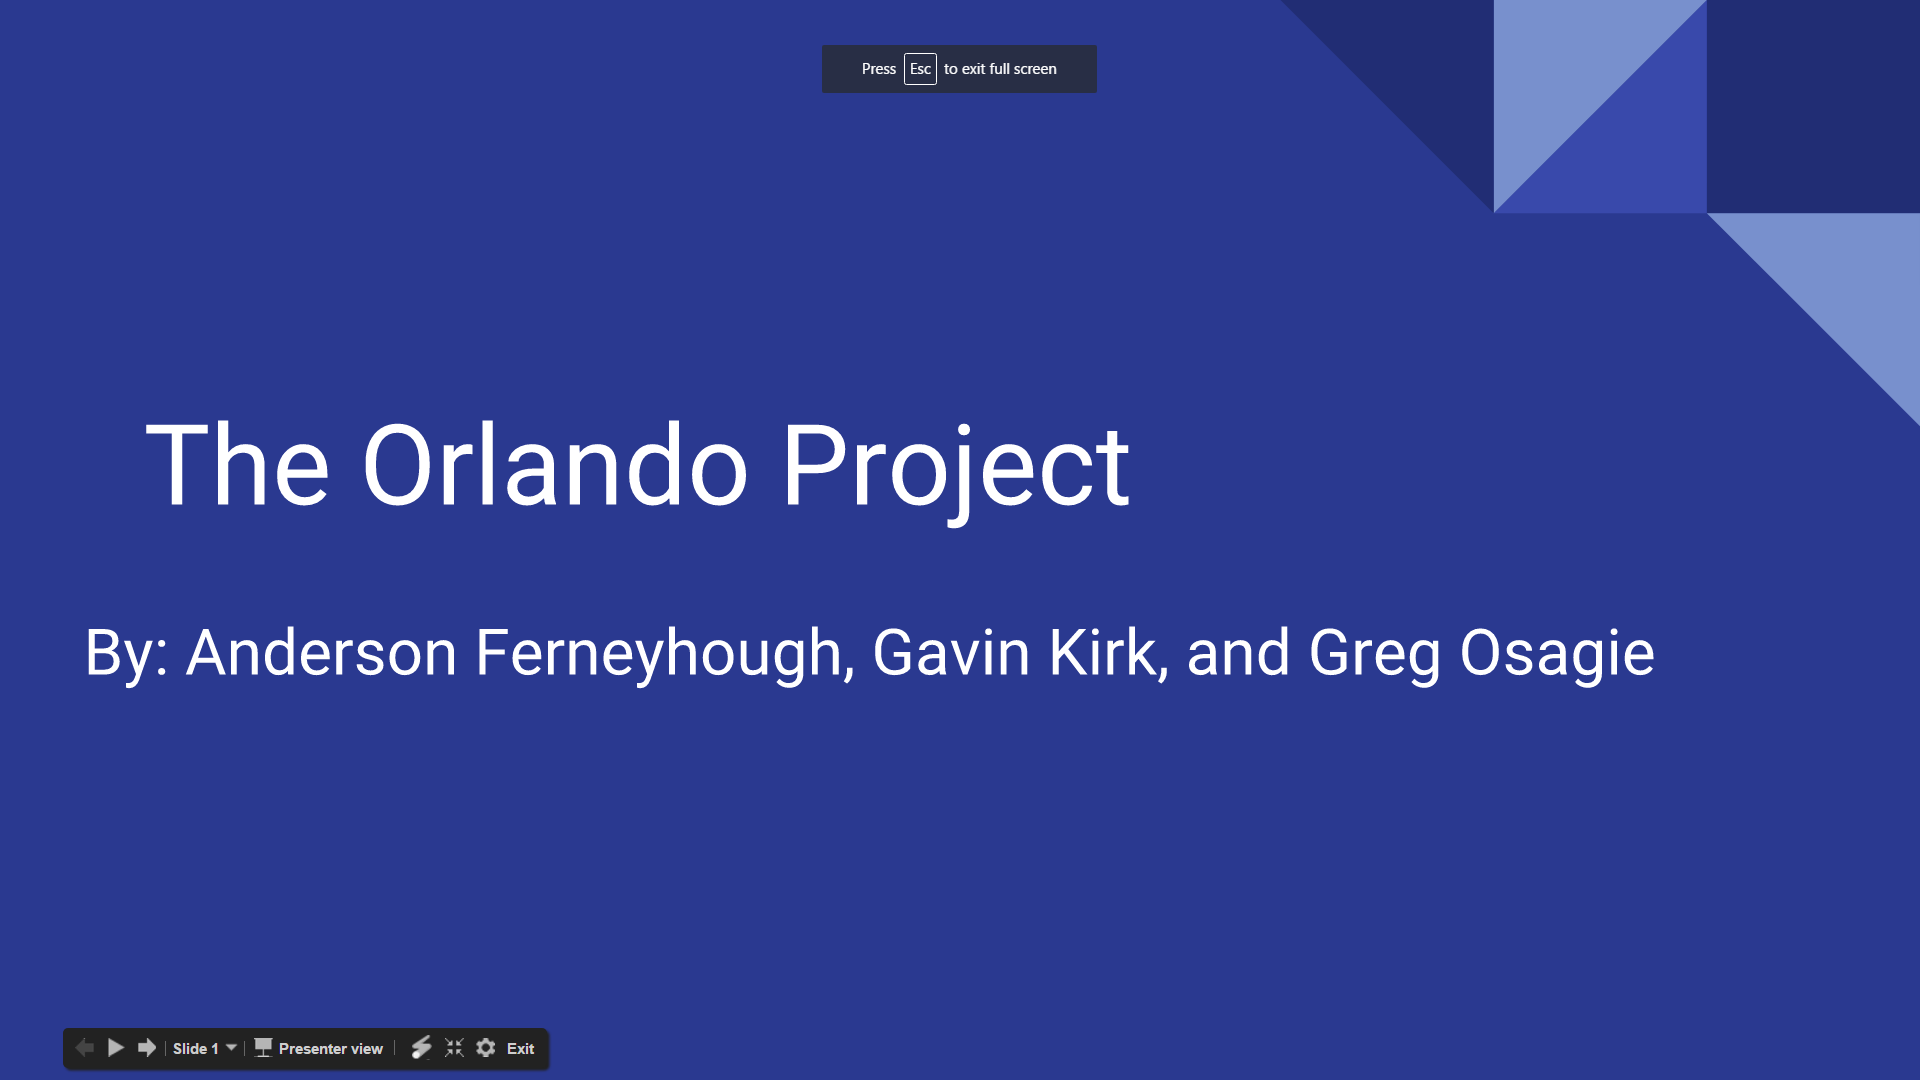 Press Esc to exit full screen
The Orlando Project
By: Anderson Ferneyhough, Gavin Kirk, and Greg Osagie
Slide 1 Presenter view Exit